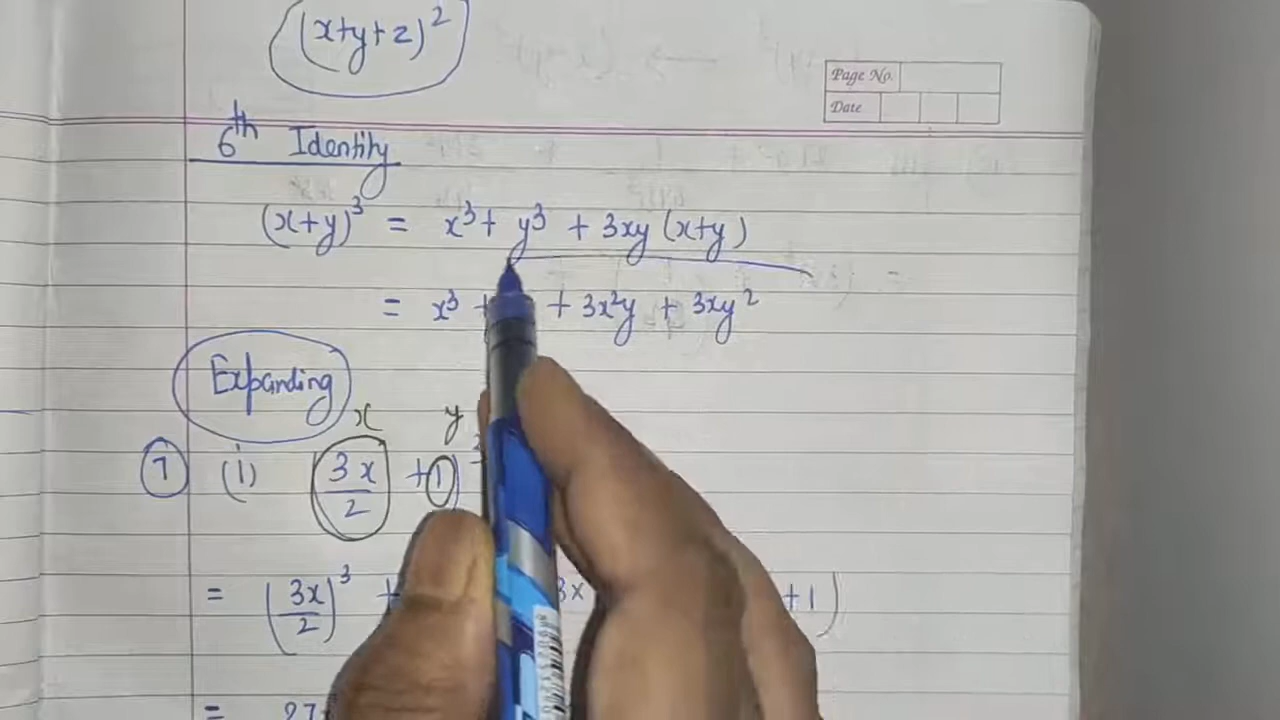 (x+y+z)²
Page No.
Date
6th Identity
(x+y)³ = x³ + y³ + 3xy (x+y)
= x³ + + 3x²y + 3xy²
Expanding
x y
7 (i) (3x/2 + 1)
= (3x/2)³ + 3x +1)
= 27